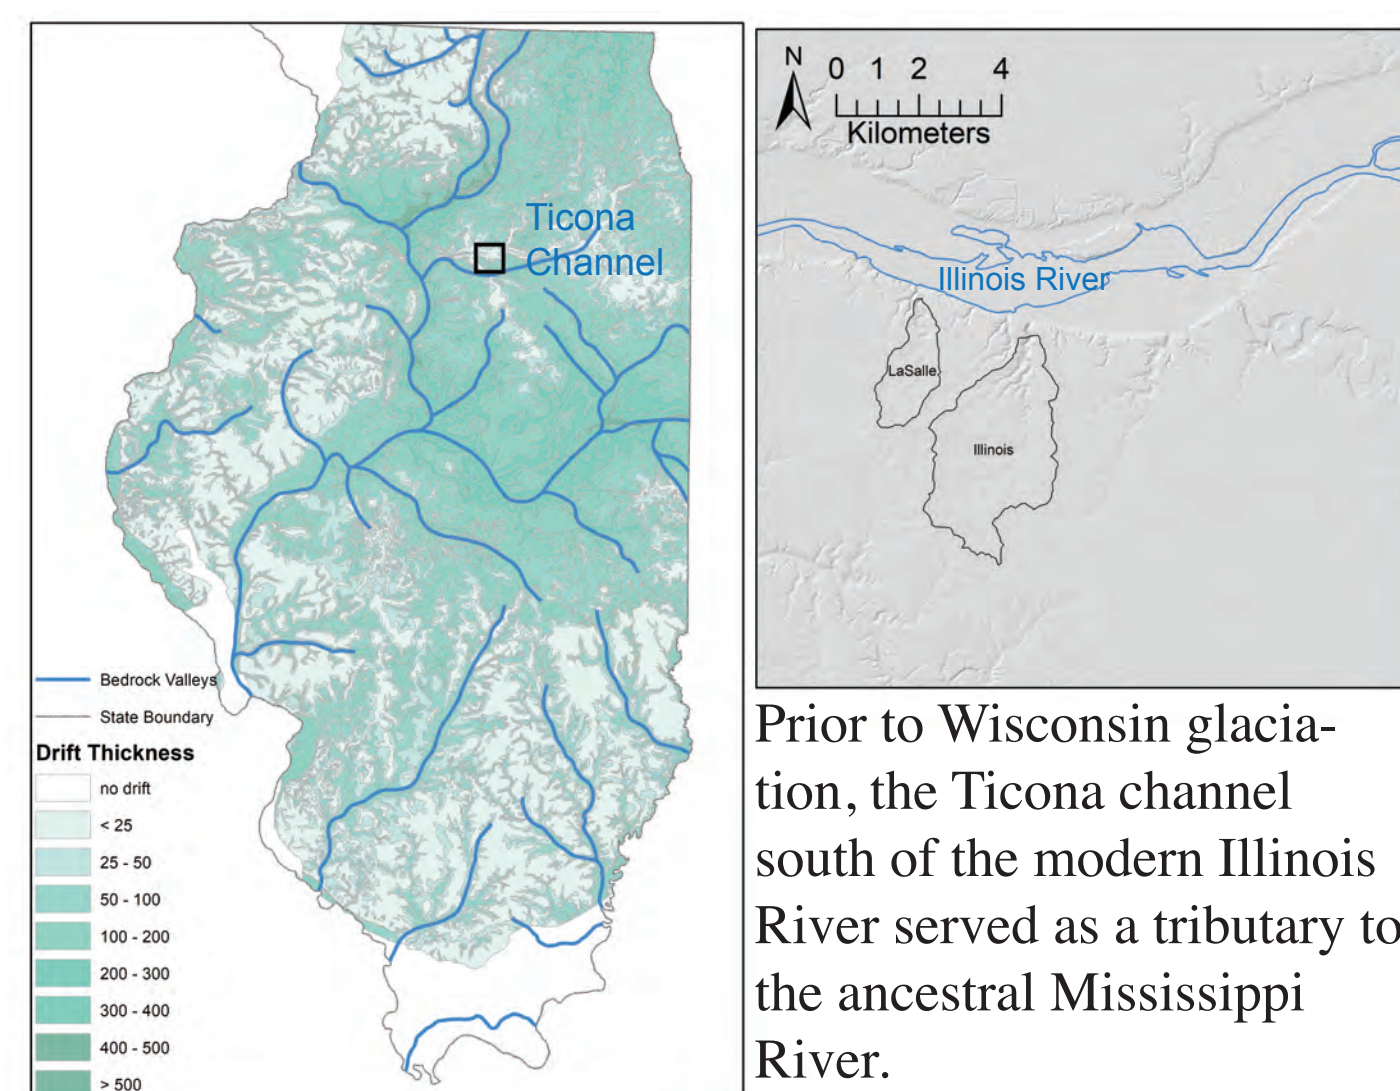 Ticona
Channel
Bedrock Valleys
State Boundary
Drift Thickness
no drift
< 25
25 - 50
50 - 100
100 - 200
200 - 300
300 - 400
400 - 500
> 500
N
0 1 2 4
Kilometers
Illinois River
LaSalle
Illinois
Prior to Wisconsin glacia-
tion, the Ticona channel
south of the modern Illinois
River served as a tributary to
the ancestral Mississippi
River.